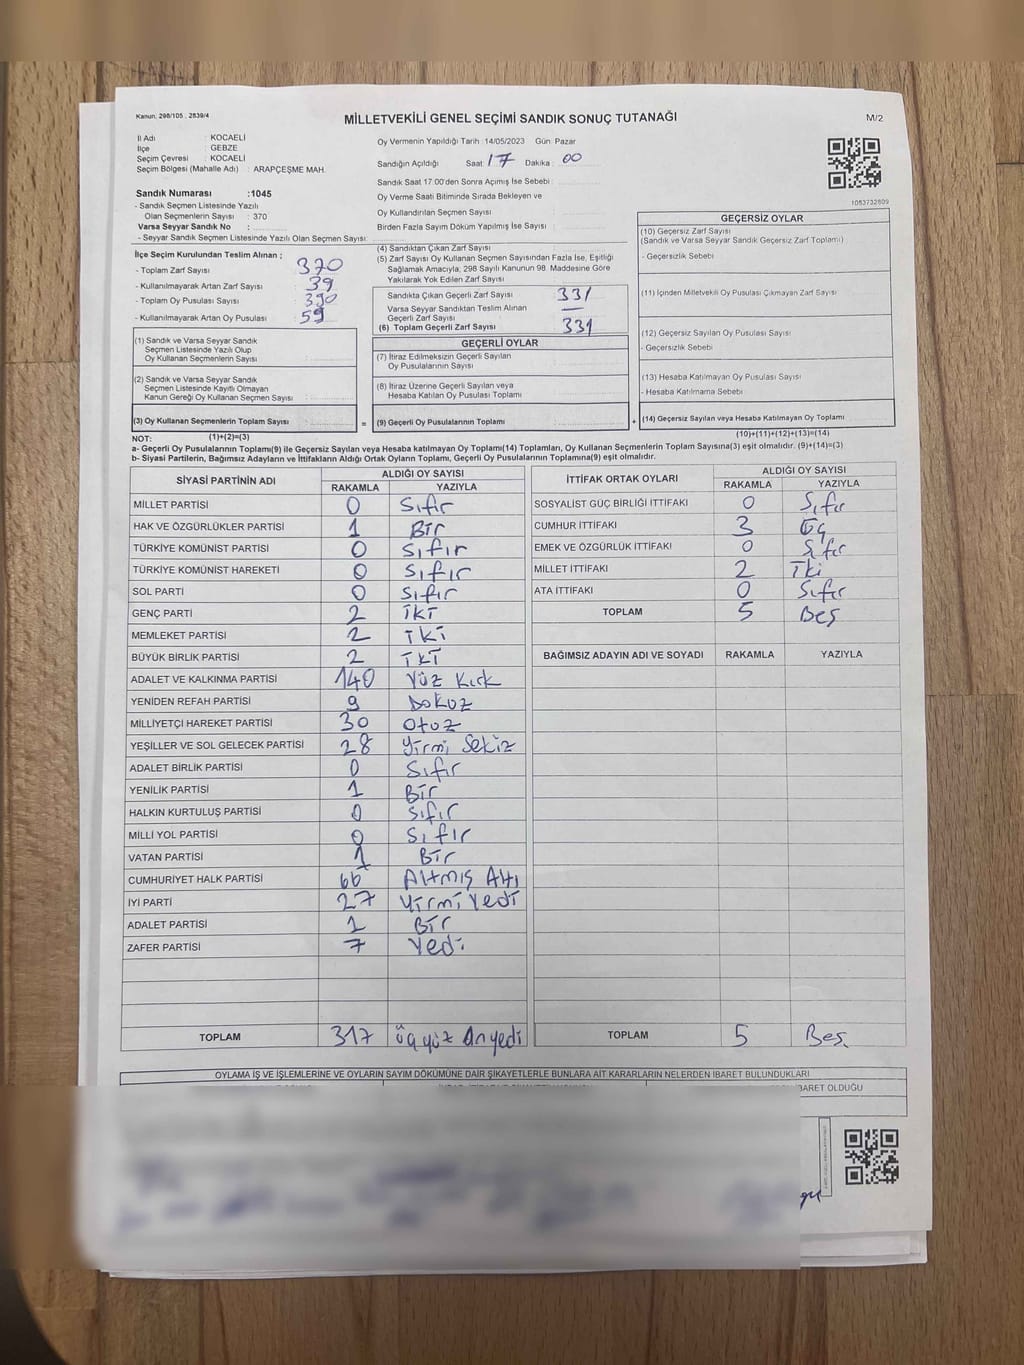 Kanun, 298/105 , 2839/4
MİLLETVEKİLİ GENEL SEÇİMİ SANDIK SONUÇ TUTANAĞI
M/2
İl Adı : KOCAELİ
İlçe : GEBZE
Seçim Çevresi : KOCAELİ
Seçim Bölgesi (Mahalle Adı) : ARAPÇEŞME MAH.
Sandık Numarası :1045
- Sandık Seçmen Listesinde Yazılı
Olan Seçmenlerin Sayısı : 370
Varsa Seyyar Sandık No :
- Seyyar Sandık Seçmen Listesinde Yazılı Olan Seçmen Sayısı:
Oy Vermenin Yapıldığı Tarih :14/05/2023 Gün :Pazar
Sandığın Açıldığı Saat: 17 Dakika : 00
Sandık Saat 17:00'den Sonra Açımış İse Sebebi :
Oy Verme Saati Bitiminde Sırada Bekleyen ve
Oy Kullandırılan Seçmen Sayısı
Birden Fazla Sayım Döküm Yapılmış İse Sayısı :
1053732809
İlçe Seçim Kurulundan Teslim Alınan ;
- Toplam Zarf Sayısı : 370
- Kullanılmayarak Artan Zarf Sayısı : 39
- Toplam Oy Pusulası Sayısı : 390
- Kullanılmayarak Artan Oy Pusulası : 59
(1) Sandık ve Varsa Seyyar Sandık
Seçmen Listesinde Yazılı Olup
Oy Kullanan Seçmenlerin Sayısı :
(2) Sandık ve Varsa Seyyar Sandık
Seçmen Listesinde Kayıtlı Olmayan
Kanun Gereği Oy Kullanan Seçmen Sayısı :
(3) Oy Kullanan Seçmenlerin Toplam Sayısı :
(4) Sandıktan Çıkan Zarf Sayısı
(5) Zarf Sayısı Oy Kullanan Seçmen Sayısından Fazla İse, Eşitliği
Sağlamak Amacıyla, 298 Sayılı Kanunun 98. Maddesine Göre
Yakılarak Yok Edilen Zarf Sayısı :
Sandıkta Çıkan Geçerli Zarf Sayısı : 331
Varsa Seyyar Sandıktan Teslim Alınan
Geçerli Zarf Sayısı : —
(6) Toplam Geçerli Zarf Sayısı : 331
GEÇERLİ OYLAR
(7) İtiraz Edilmeksizin Geçerli Sayılan
Oy Pusulalarının Sayısı
(8) İtiraz Üzerine Geçerli Sayılan veya
Hesaba Katılan Oy Pusulası Toplamı
= (9) Geçerli Oy Pusulalarının Toplamı
GEÇERSİZ OYLAR
(10) Geçersiz Zarf Sayısı
(Sandık ve Varsa Seyyar Sandık Geçersiz Zarf Toplamı)
- Geçersizlik Sebebi
(11) İçinden Milletvekili Oy Pusulası Çıkmayan Zarf Sayısı
(12) Geçersiz Sayılan Oy Pusulası Sayısı
- Geçersizlik Sebebi
(13) Hesaba Katılmayan Oy Pusulası Sayısı
- Hesaba Katılmama Sebebi
+ (14) Geçersiz Sayılan veya Hesaba Katılmayan Oy Toplamı
NOT: (1)+(2)=(3)
(10)+(11)+(12)+(13)=(14)
a- Geçerli Oy Pusulaları Toplamı(9) ile Geçersiz Sayılan veya Hesaba katılmayan Oy Toplamı(14) Toplamları, Oy Kullanan Seçmenlerin Toplam Sayısına(3) eşit olmalıdır. (9)+(14)=(3)
b- Siyasi Partilerin, Bağımsız Adayların ve İttifakların Aldığı Ortak Oyların Toplamı, Geçerli Oy Pusulalarının Toplamına(9) eşit olmalıdır.
SİYASİ PARTİNİN ADI ALDIĞI OY SAYISI
RAKAMLA YAZIYLA
MİLLET PARTİSİ 0 Sıfır
HAK VE ÖZGÜRLÜKLER PARTİSİ 1 Bir
TÜRKİYE KOMÜNİST PARTİSİ 0 Sıfır
TÜRKİYE KOMÜNİST HAREKETİ 0 Sıfır
SOL PARTİ 0 Sıfır
GENÇ PARTİ 2 iki
MEMLEKET PARTİSİ 2 iki
BÜYÜK BİRLİK PARTİSİ 2 iki
ADALET VE KALKINMA PARTİSİ 140 Yüz Kırk
YENİDEN REFAH PARTİSİ 9 Dokuz
MİLLİYETÇİ HAREKET PARTİSİ 30 Otuz
YEŞİLLER VE SOL GELECEK PARTİSİ 28 Yirmi Sekiz
ADALET BİRLİK PARTİSİ 0 Sıfır
YENİLİK PARTİSİ 1 Bir
HALKIN KURTULUŞ PARTİSİ 0 Sıfır
MİLLİ YOL PARTİSİ 0 Sıfır
VATAN PARTİSİ 1 Bir
CUMHURİYET HALK PARTİSİ 66 Altmış Altı
İYİ PARTİ 27 Yirmi Yedi
ADALET PARTİSİ 1 Bir
ZAFER PARTİSİ 7 Yedi
TOPLAM 317 üçyüz Onyedi
İTTİFAK ORTAK OYLARI ALDIĞI OY SAYISI
RAKAMLA YAZIYLA
SOSYALİST GÜÇ BİRLİĞİ İTTİFAKI 0 Sıfır
CUMHUR İTTİFAKI 3 Üç
EMEK VE ÖZGÜRLÜK İTTİFAKI 0 Sıfır
MİLLET İTTİFAKI 2 İki
ATA İTTİFAKI 0 Sıfır
TOPLAM 5 Beş
BAĞIMSIZ ADAYIN ADI VE SOYADI RAKAMLA YAZIYLA
TOPLAM 5 Beş
OYLAMA İŞ VE İŞLEMLERİNE VE OYLARIN SAYIM DÖKÜMÜNE DAİR ŞİKAYETLERLE BUNLARA AİT KARARLARIN NELERDEN İBARET BULUNDUKLARI
İBARET OLDUĞU